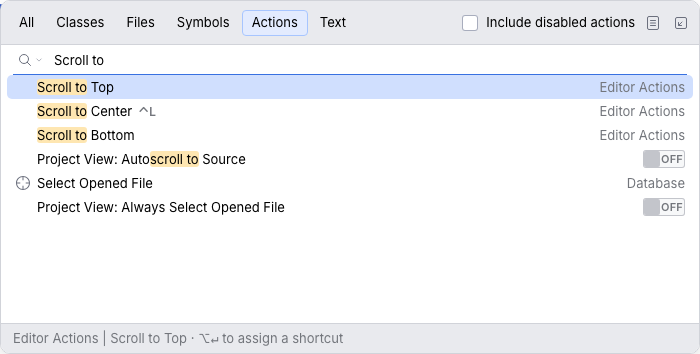 All Classes Files Symbols Actions Text Include disabled actions
Scroll to
Scroll to Top Editor Actions
Scroll to Center ^L Editor Actions
Scroll to Bottom Editor Actions
Project View: Autoscroll to Source OFF
Select Opened File Database
Project View: Always Select Opened File OFF
Editor Actions | Scroll to Top · ⌥↵ to assign a shortcut